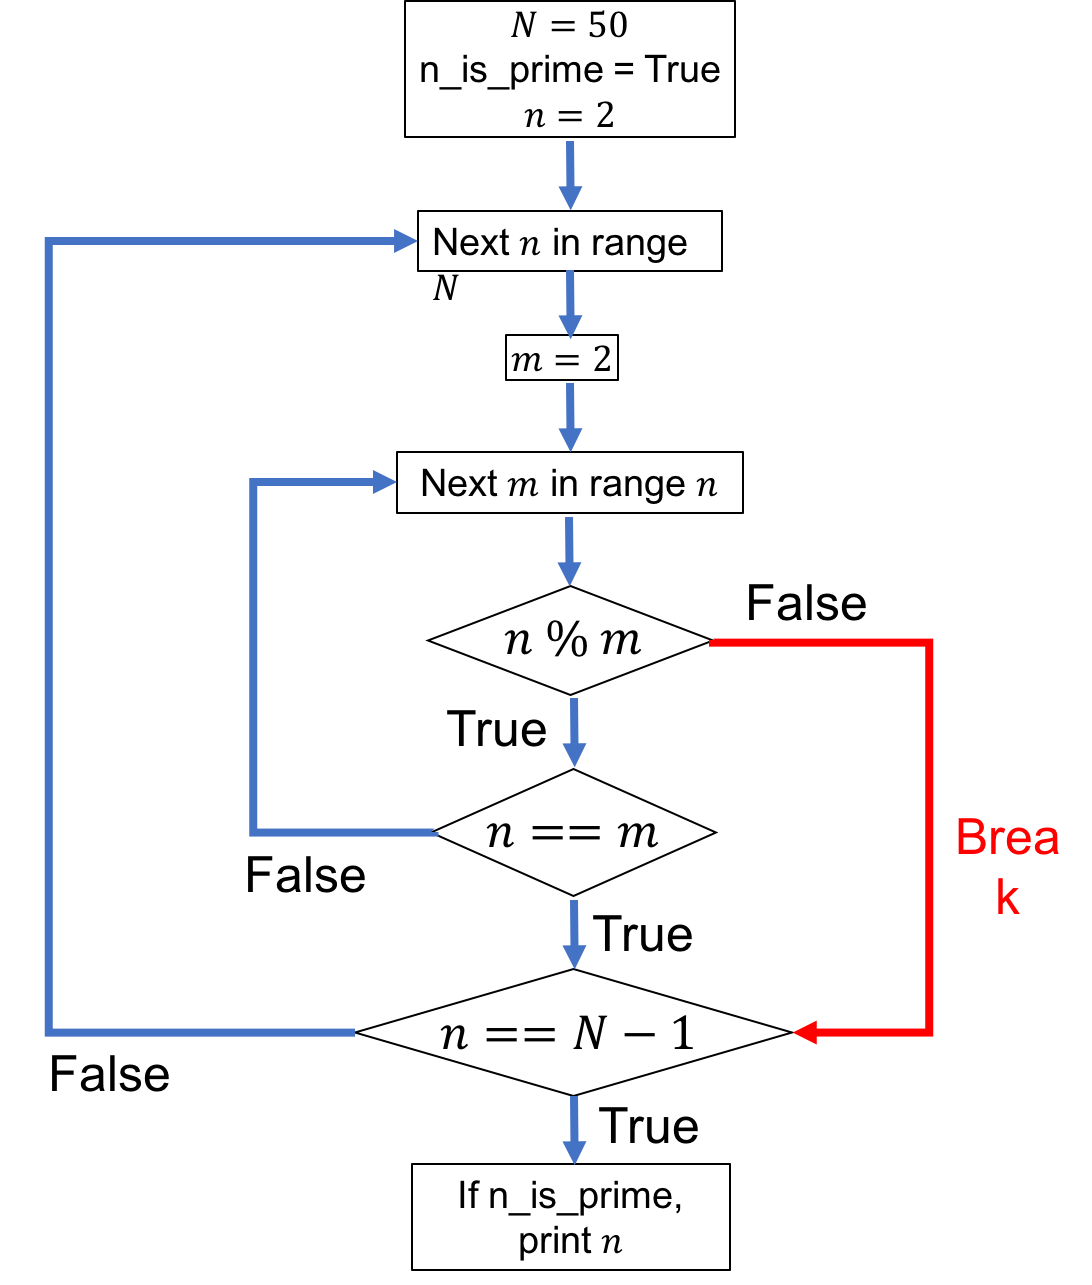 N = 50
n_is_prime = True
n = 2
Next n in range
N
m = 2
Next m in range n
n % m
False
True
n == m
False
Brea
k
True
n == N − 1
False
True
If n_is_prime,
print n